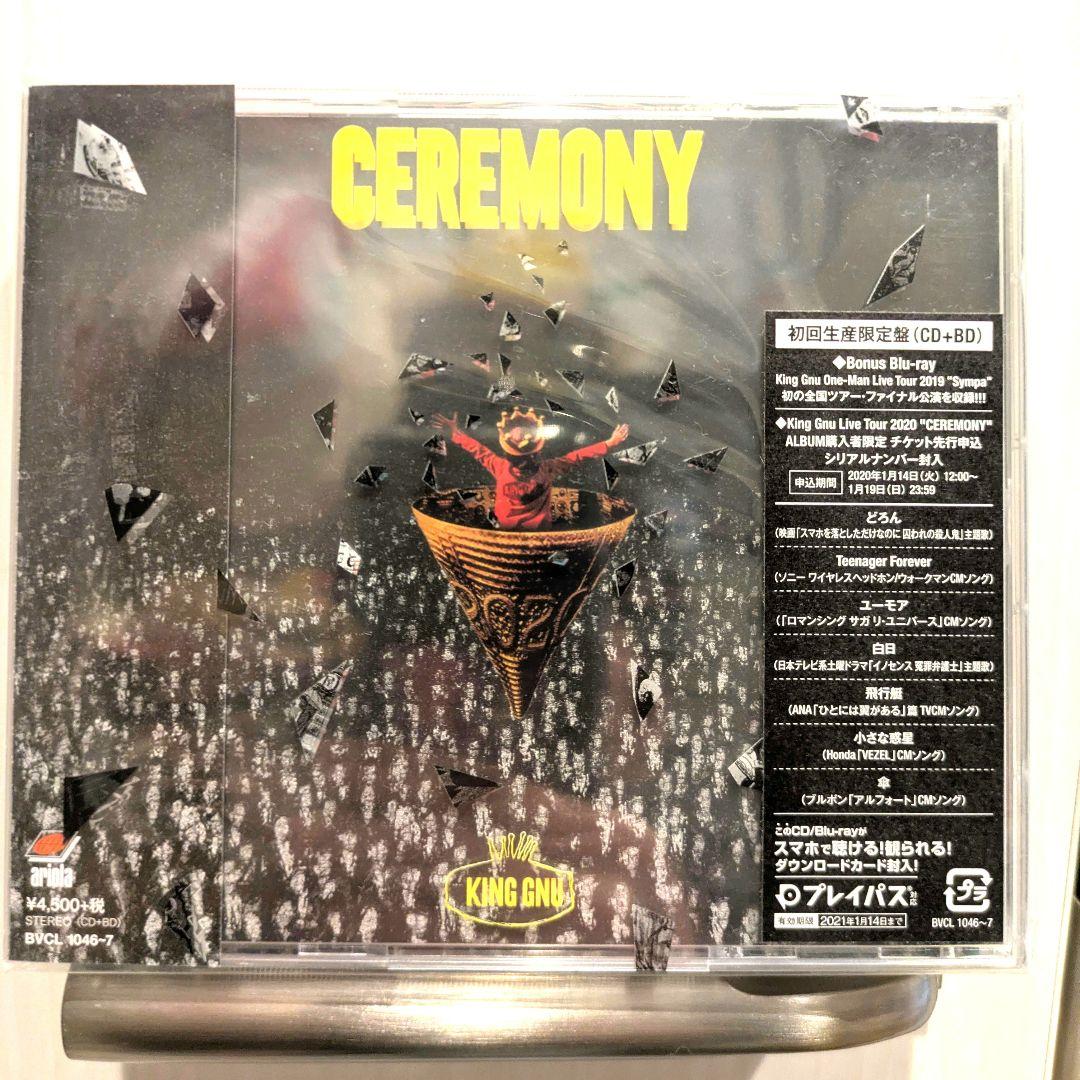 CEREMONY
初回生産限定盤(CD+BD)
◆Bonus Blu-ray
King Gnu One-Man Live Tour 2019 "Sympa"
初の全国ツアー・ファイナル公演を収録!!!
◆King Gnu Live Tour 2020 "CEREMONY"
ALBUM購入者限定 チケット先行申込
シリアルナンバー封入
申込期間 2020年1月14日(火) 12:00〜
1月19日(日) 23:59
どろん
(映画「スマホを落としただけなのに 囚われの殺人鬼」主題歌)
Teenager Forever
(ソニー ワイヤレスヘッドホン/ウォークマンCMソング)
ユーモア
(「ロマンシング サガ リ・ユニバース」CMソング)
白日
(日本テレビ系土曜ドラマ「イノセンス 冤罪弁護士」主題歌)
飛行艇
(ANA「ひとには翼がある」篇 TVCMソング)
小さな惑星
(Honda「VEZEL」CMソング)
傘
(ブルボン「アルフォート」CMソング)
このCD/Blu-rayが
スマホで聴ける!観られる!
ダウンロードカード封入!
プレイパス®対応
プラ
有効期限 2021年1月14日まで
BVCL 1046~7
KING GNU
ariola
¥4,500+税
STEREO (CD+BD)
BVCL 1046~7